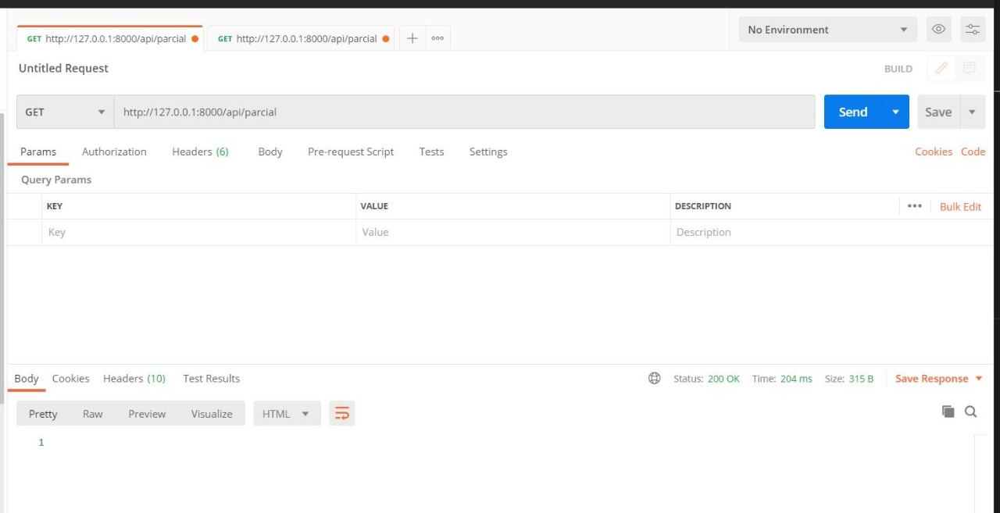 GET http://127.0.0.1:8000/api/parcial GET http://127.0.0.1:8000/api/parcial No Environment
Untitled Request BUILD
GET http://127.0.0.1:8000/api/parcial Send Save
Params Authorization Headers (6) Body Pre-request Script Tests Settings Cookies Code
Query Params
KEY VALUE DESCRIPTION Bulk Edit
Key Value Description
Body Cookies Headers (10) Test Results Status: 200 OK Time: 204 ms Size: 315 B Save Response
Pretty Raw Preview Visualize HTML
1